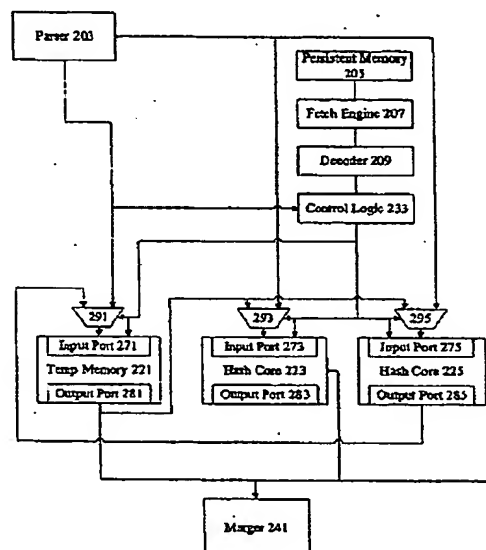 Parser 203
Persistent Memory
205
Fetch Engine 207
Decoder 209
Control Logic 233
291
293
295
Input Port 271
Temp Memory 221
Output Port 281
Input Port 273
Hash Core 223
Output Port 283
Input Port 275
Hash Core 225
Output Port 285
Merger 241